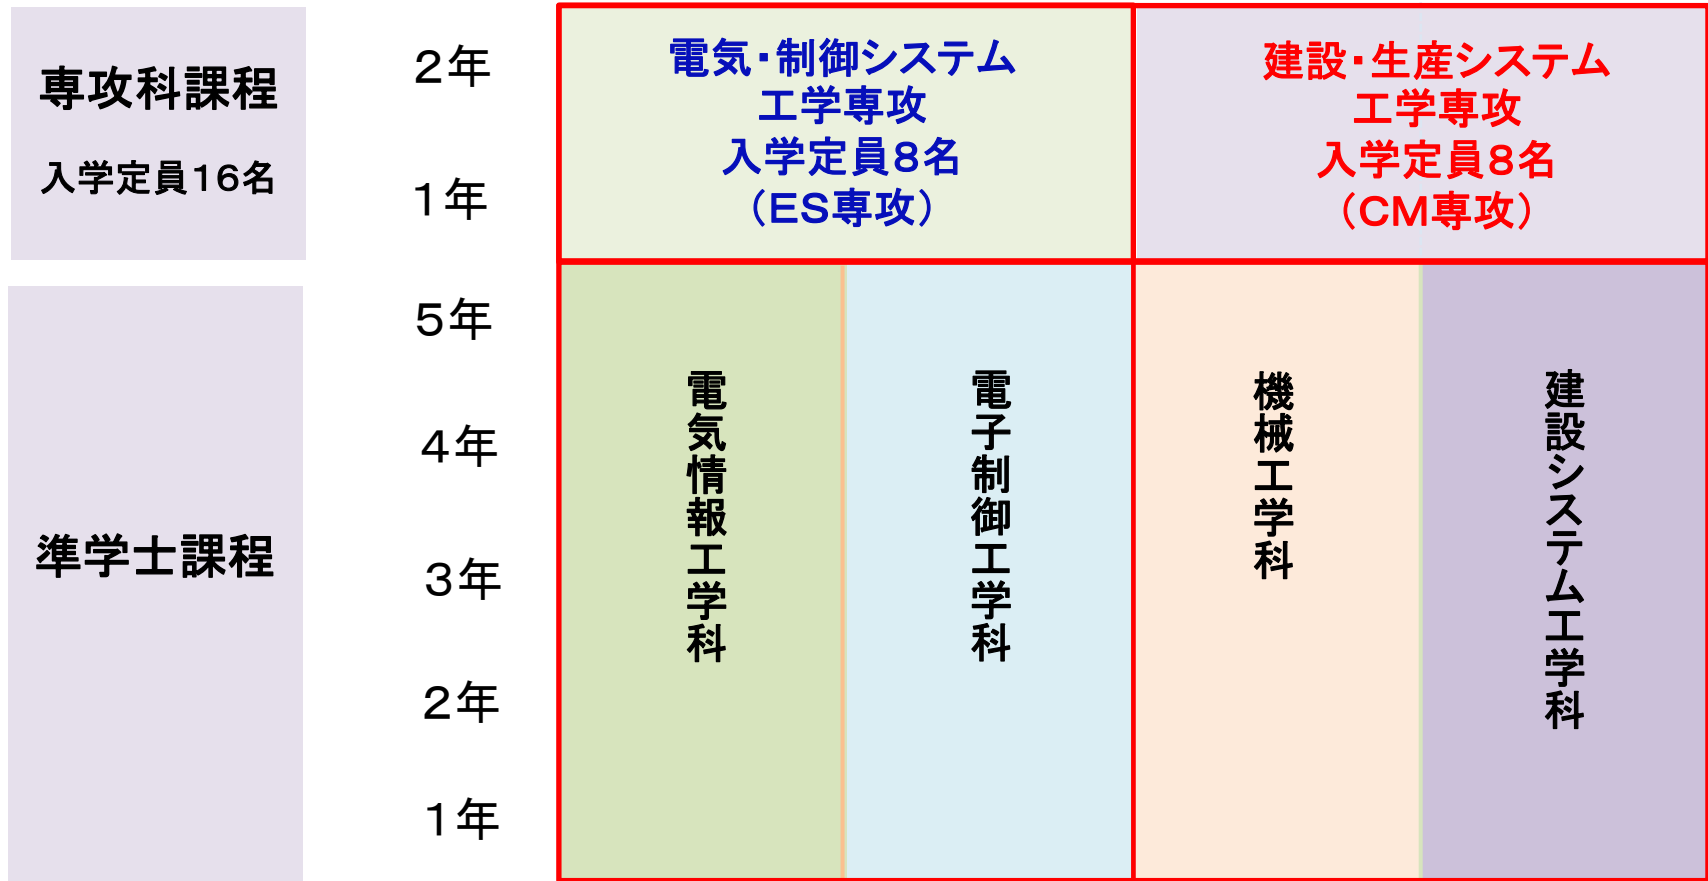 専攻科課程
入学定員16名
2年
1年
電気・制御システム
工学専攻
入学定員8名
（ES専攻）
建設・生産システム
工学専攻
入学定員8名
（CM専攻）
準学士課程
5年
4年
3年
2年
1年
電気情報工学科
電子制御工学科
機械工学科
建設システム工学科